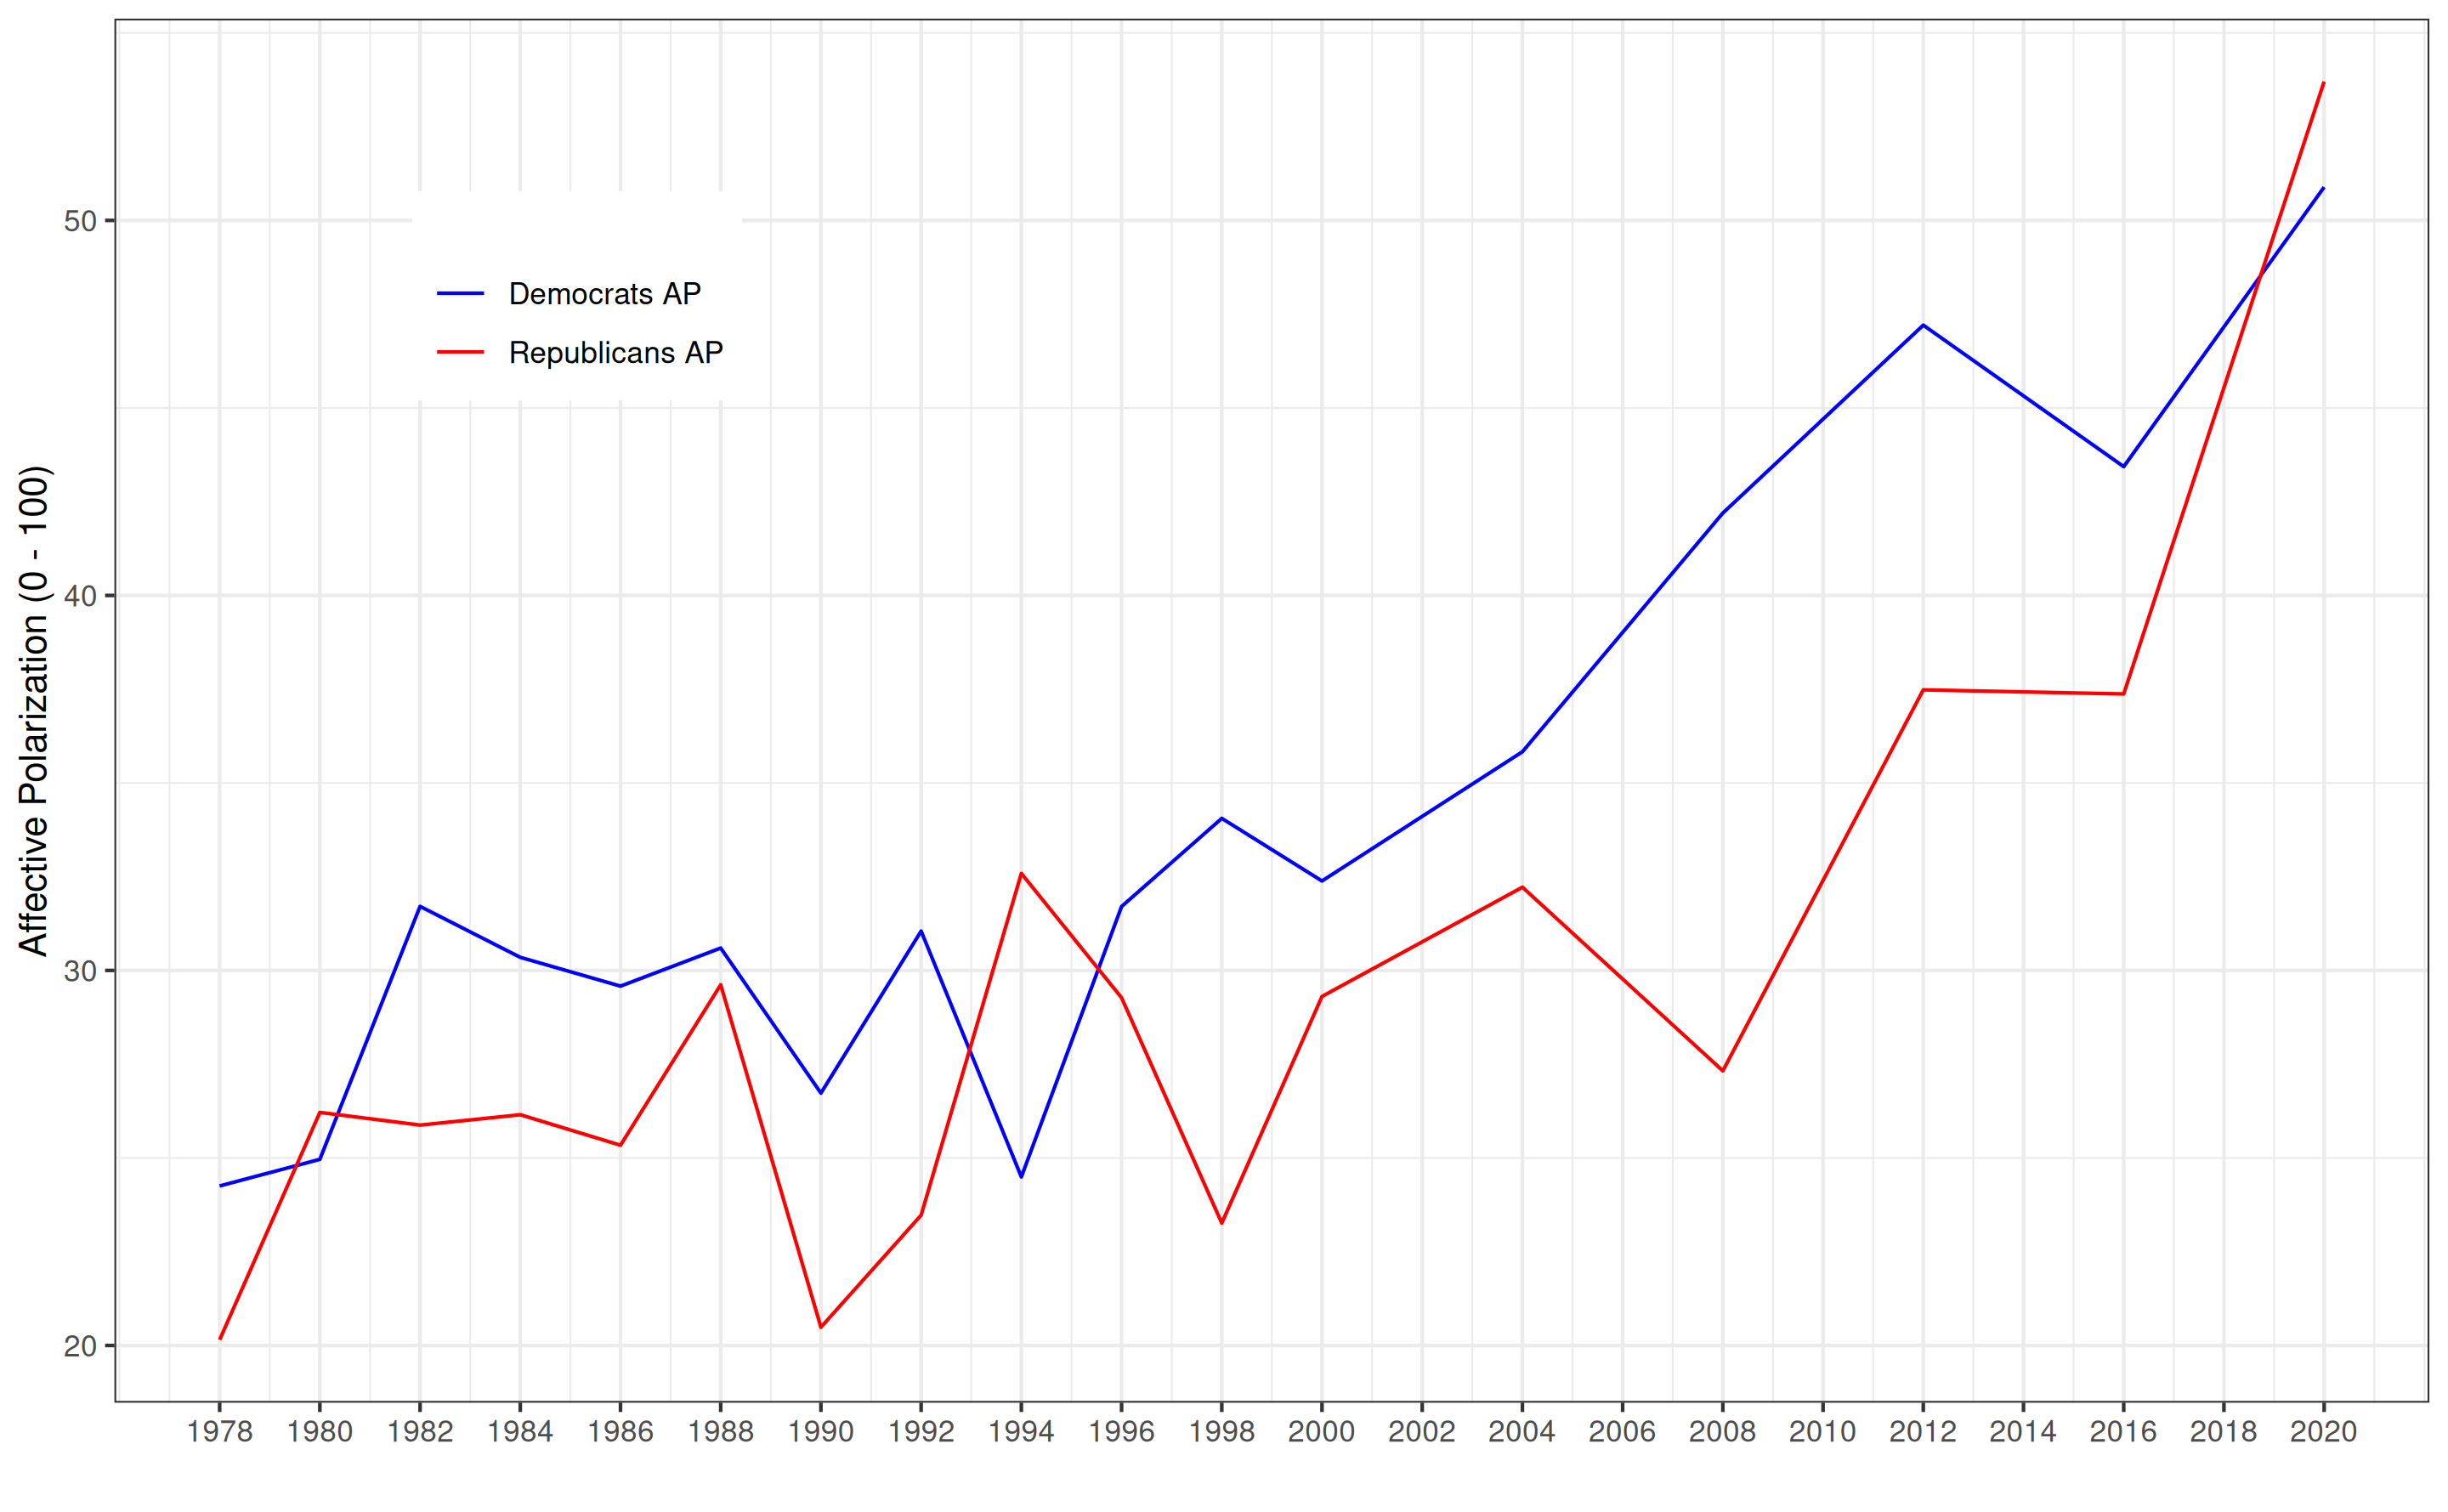 Affective Polarization (0 - 100)
50
40
30
20
Democrats AP
Republicans AP
1978 1980 1982 1984 1986 1988 1990 1992 1994 1996 1998 2000 2002 2004 2006 2008 2010 2012 2014 2016 2018 2020